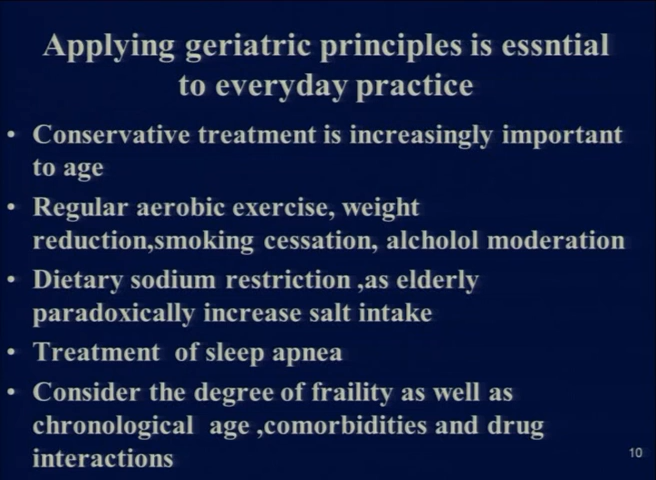 Applying geriatric principles is essntial
to everyday practice
• Conservative treatment is increasingly important
to age
• Regular aerobic exercise, weight
reduction,smoking cessation, alcholol moderation
• Dietary sodium restriction ,as elderly
paradoxically increase salt intake
• Treatment of sleep apnea
• Consider the degree of fraility as well as
chronological age ,comorbidities and drug
interactions
10